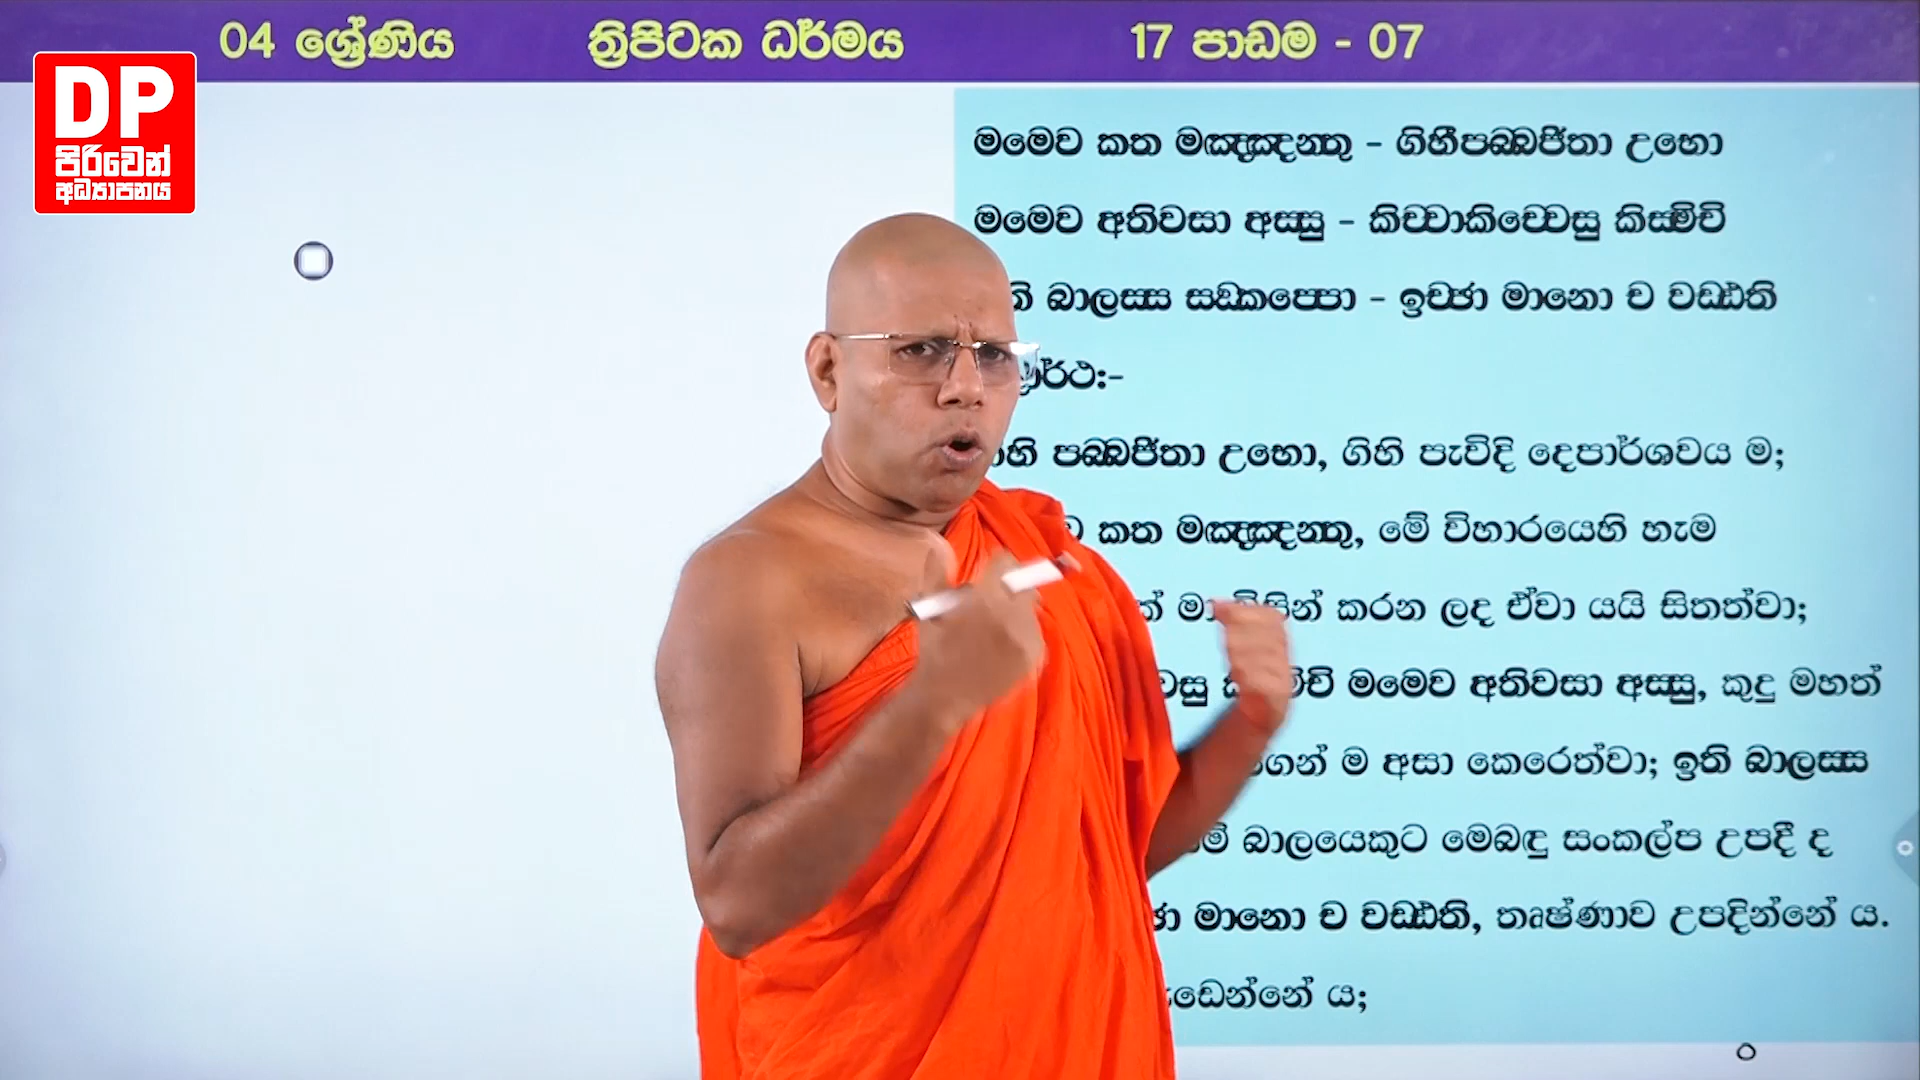 04 ශ්‍රේණිය ත්‍රිපිටක ධර්මය 17 පාඩම - 07
DP
පිරිවෙන්
අධ්‍යාපනය
මමෙව කත මඤ්ඤන්තු - ගිහීපබ්බජිතා උභො
මමෙව අතිවසා අස්සු - කිච්චාකිච්චෙසු කිස්මිචි
බාලස්ස සඞ්කප්පො - ඉච්ඡා මානො ච වඩ්ඪති
පබ්බජිතා උභො, ගිහි පැවිදි දෙපාර්ශවය ම;
කත මඤ්ඤන්තු, මේ විහාරයෙහි හැම
කරන ලද ඒවා යයි සිතත්වා;
මමෙව අතිවසා අස්සු, කුදු මහත්
ම අසා කෙරෙත්වා; ඉති බාලස්ස
බාලයෙකුට මෙබඳු සංකල්ප උපදී ද
මානො ච වඩ්ඪති, තෘෂ්ණාව උපදින්නේ ය.
ය;